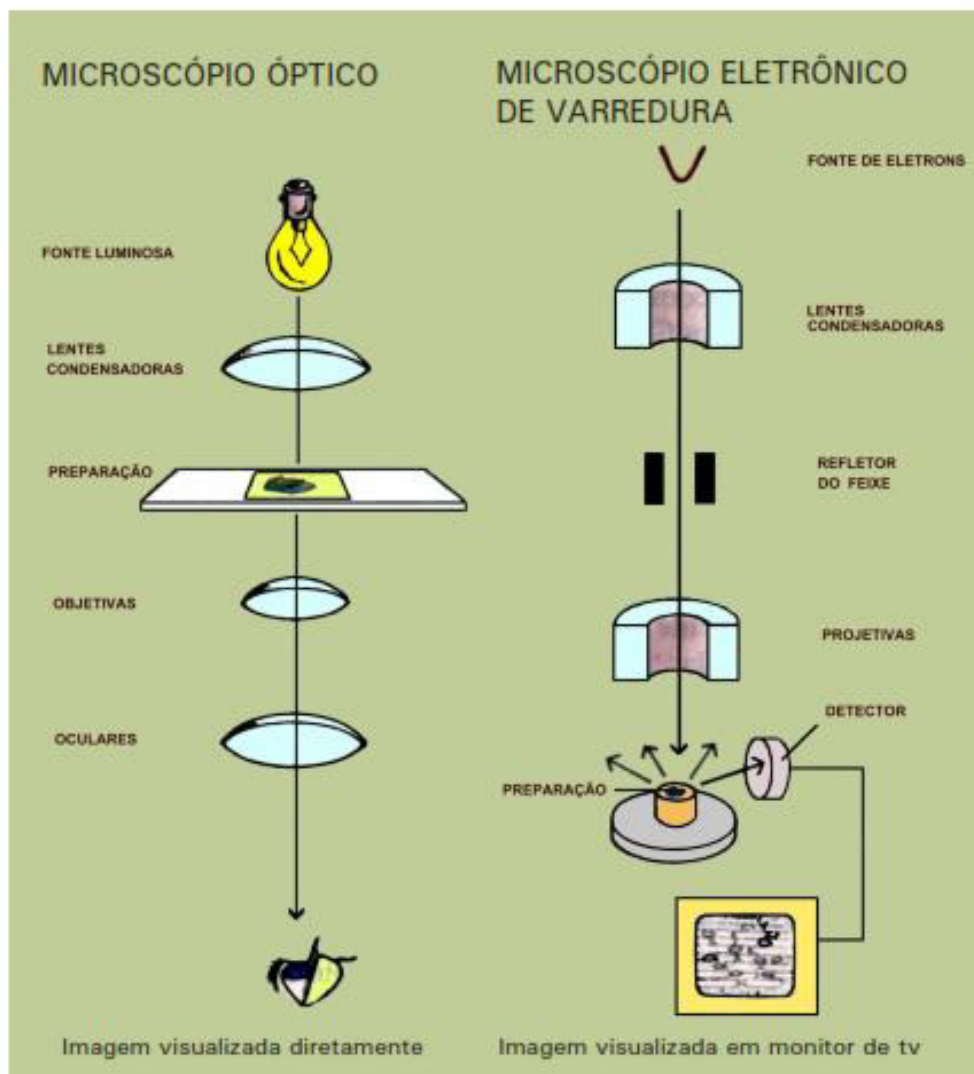 MICROSCÓPIO ÓPTICO
FONTE LUMINOSA
LENTES
CONDENSADORAS
PREPARAÇÃO
OBJETIVAS
OCULARES
Imagem visualizada diretamente
MICROSCÓPIO ELETRÔNICO
DE VARREDURA
FONTE DE ELETRONS
LENTES
CONDENSADORAS
REFLETOR
DO FEIXE
PROJETIVAS
DETECTOR
PREPARAÇÃO
Imagem visualizada em monitor de tv